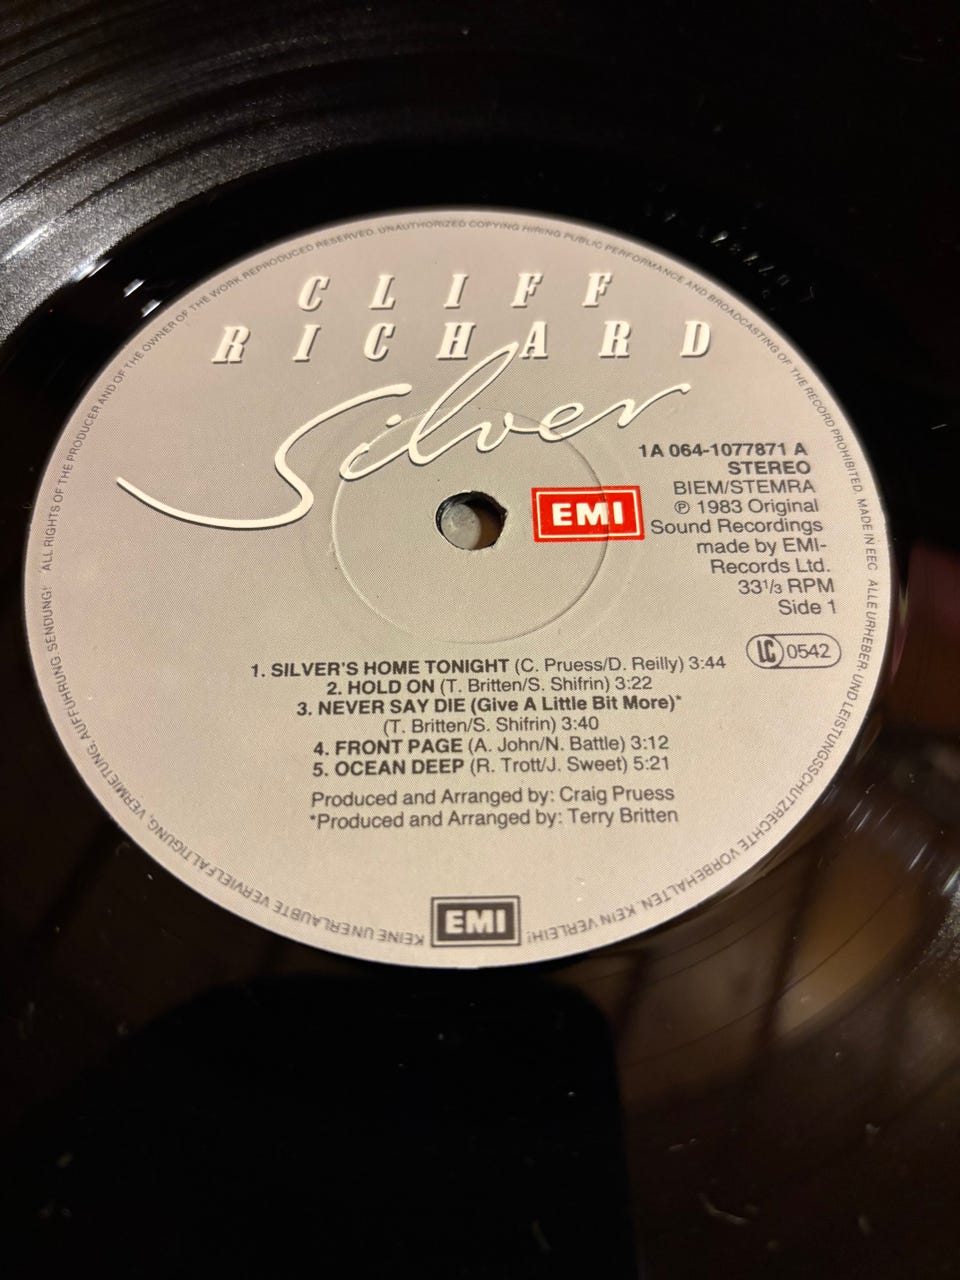 CLIFF
RICHARD
Silver
EMI
1A 064-1077871 A
STEREO
BIEM/STEMRA
℗ 1983 Original
Sound Recordings
made by EMI-
Records Ltd.
33⅓ RPM
Side 1
LC 0542
1. SILVER'S HOME TONIGHT (C. Pruess/D. Reilly) 3:44
2. HOLD ON (T. Britten/S. Shifrin) 3:22
3. NEVER SAY DIE (Give A Little Bit More)*
(T. Britten/S. Shifrin) 3:40
4. FRONT PAGE (A. John/N. Battle) 3:12
5. OCEAN DEEP (R. Trott/J. Sweet) 5:21
Produced and Arranged by: Craig Pruess
*Produced and Arranged by: Terry Britten
EMI
ALL RIGHTS OF THE PRODUCER AND OF THE OWNER OF THE WORK REPRODUCED RESERVED. UNAUTHORIZED COPYING HIRING PUBLIC PERFORMANCE AND BROADCASTING OF THE RECORD PROHIBITED. MADE IN EEC
ALLE URHEBER- UND LEISTUNGSSCHUTZRECHTE VORBEHALTEN. KEIN VERLEIH!
KEINE UNERLAUBTE VERVIELFÄLTIGUNG, VERMIETUNG, AUFFÜHRUNG, SENDUNG!